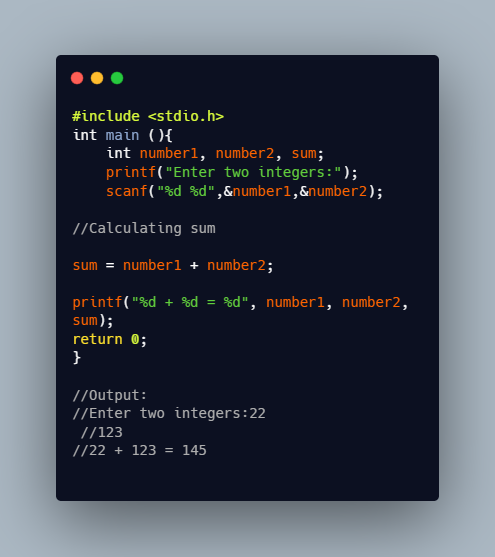 #include <stdio.h>
int main (){
    int number1, number2, sum;
    printf("Enter two integers:");
    scanf("%d %d",&number1,&number2);

//Calculating sum

sum = number1 + number2;

printf("%d + %d = %d", number1, number2,
sum);
return 0;
}

//Output:
//Enter two integers:22
 //123
//22 + 123 = 145